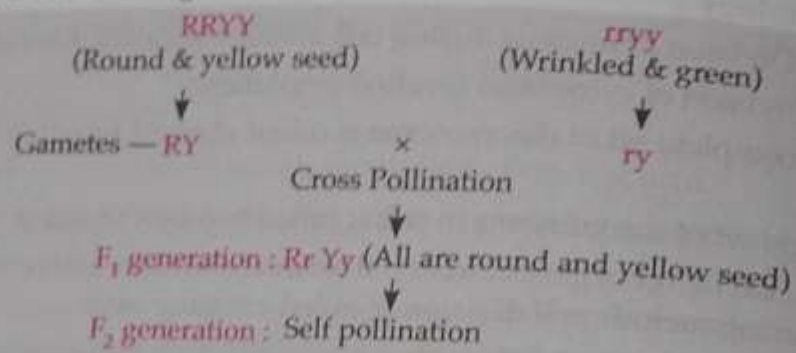 RRYY rryy
(Round & yellow seed) (Wrinkled & green)
Gametes — RY × ry
Cross Pollination
F₁ generation : Rr Yy (All are round and yellow seed)
F₂ generation : Self pollination